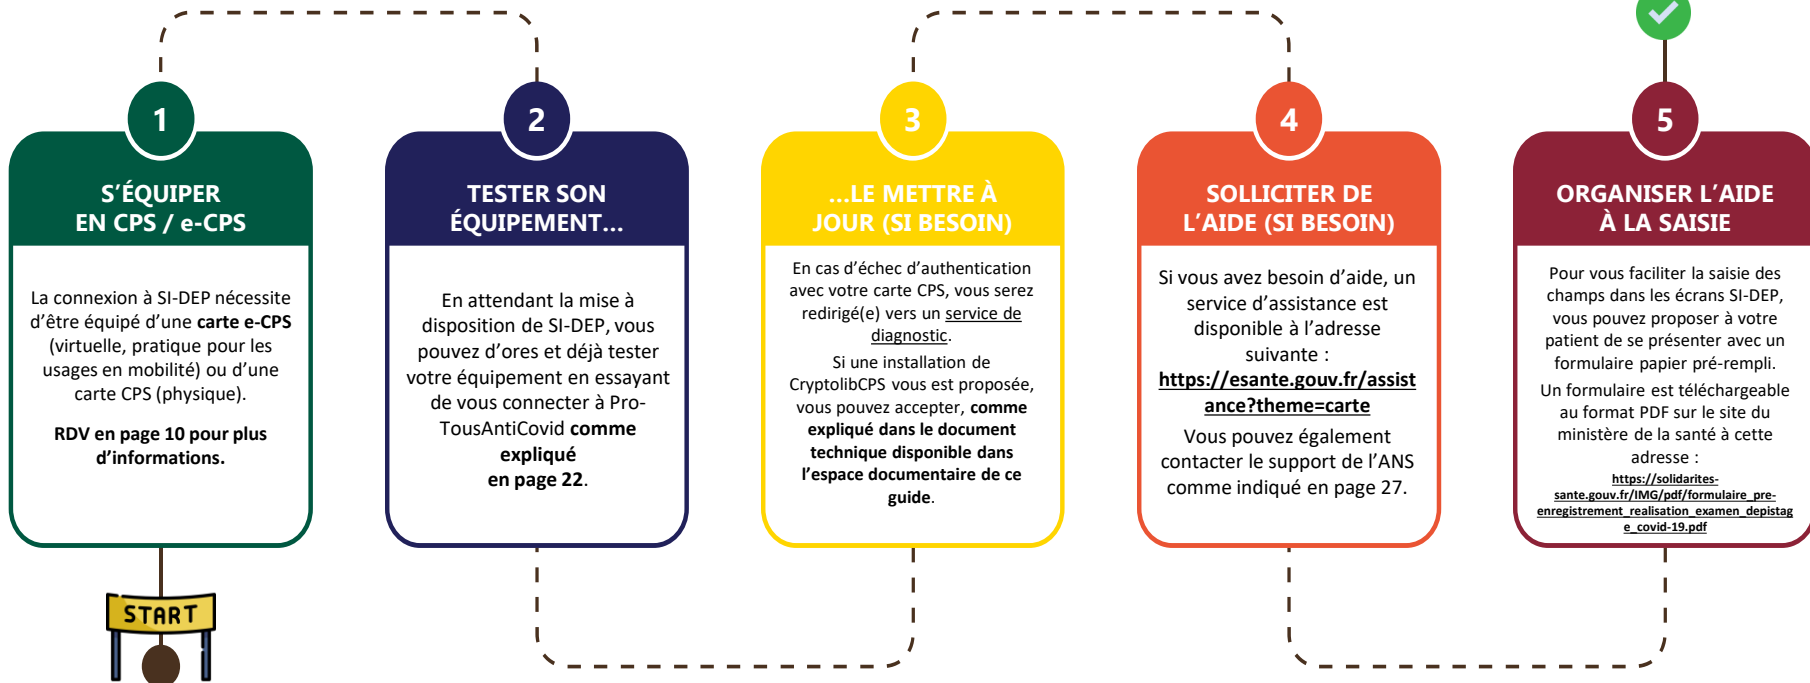 1
S'ÉQUIPER
EN CPS / e-CPS
La connexion à SI-DEP nécessite
d'être équipé d'une carte e-CPS
(virtuelle, pratique pour les
usages en mobilité) ou d'une
carte CPS (physique).
RDV en page 10 pour plus
d'informations.
START
2
TESTER SON
ÉQUIPEMENT...
En attendant la mise à
disposition de SI-DEP, vous
pouvez d'ores et déjà tester
votre équipement en essayant
de vous connecter à Pro-
TousAntiCovid comme
expliqué
en page 22.
3
...LE METTRE À
JOUR (SI BESOIN)
En cas d'échec d'authentication
avec votre carte CPS, vous serez
redirigé(e) vers un service de
diagnostic.
Si une installation de
CryptolibCPS vous est proposée,
vous pouvez accepter, comme
expliqué dans le document
technique disponible dans
l'espace documentaire de ce
guide.
4
SOLLICITER DE
L'AIDE (SI BESOIN)
Si vous avez besoin d'aide, un
service d'assistance est
disponible à l'adresse
suivante :
https://esante.gouv.fr/assist
ance?theme=carte
Vous pouvez également
contacter le support de l'ANS
comme indiqué en page 27.
5
ORGANISER L'AIDE
À LA SAISIE
Pour vous faciliter la saisie des
champs dans les écrans SI-DEP,
vous pouvez proposer à votre
patient de se présenter avec un
formulaire papier pré-rempli.
Un formulaire est téléchargeable
au format PDF sur le site du
ministère de la santé à cette
adresse :
https://solidarites-
sante.gouv.fr/IMG/pdf/formulaire_pre-
enregistrement_realisation_examen_depistag
e_covid-19.pdf